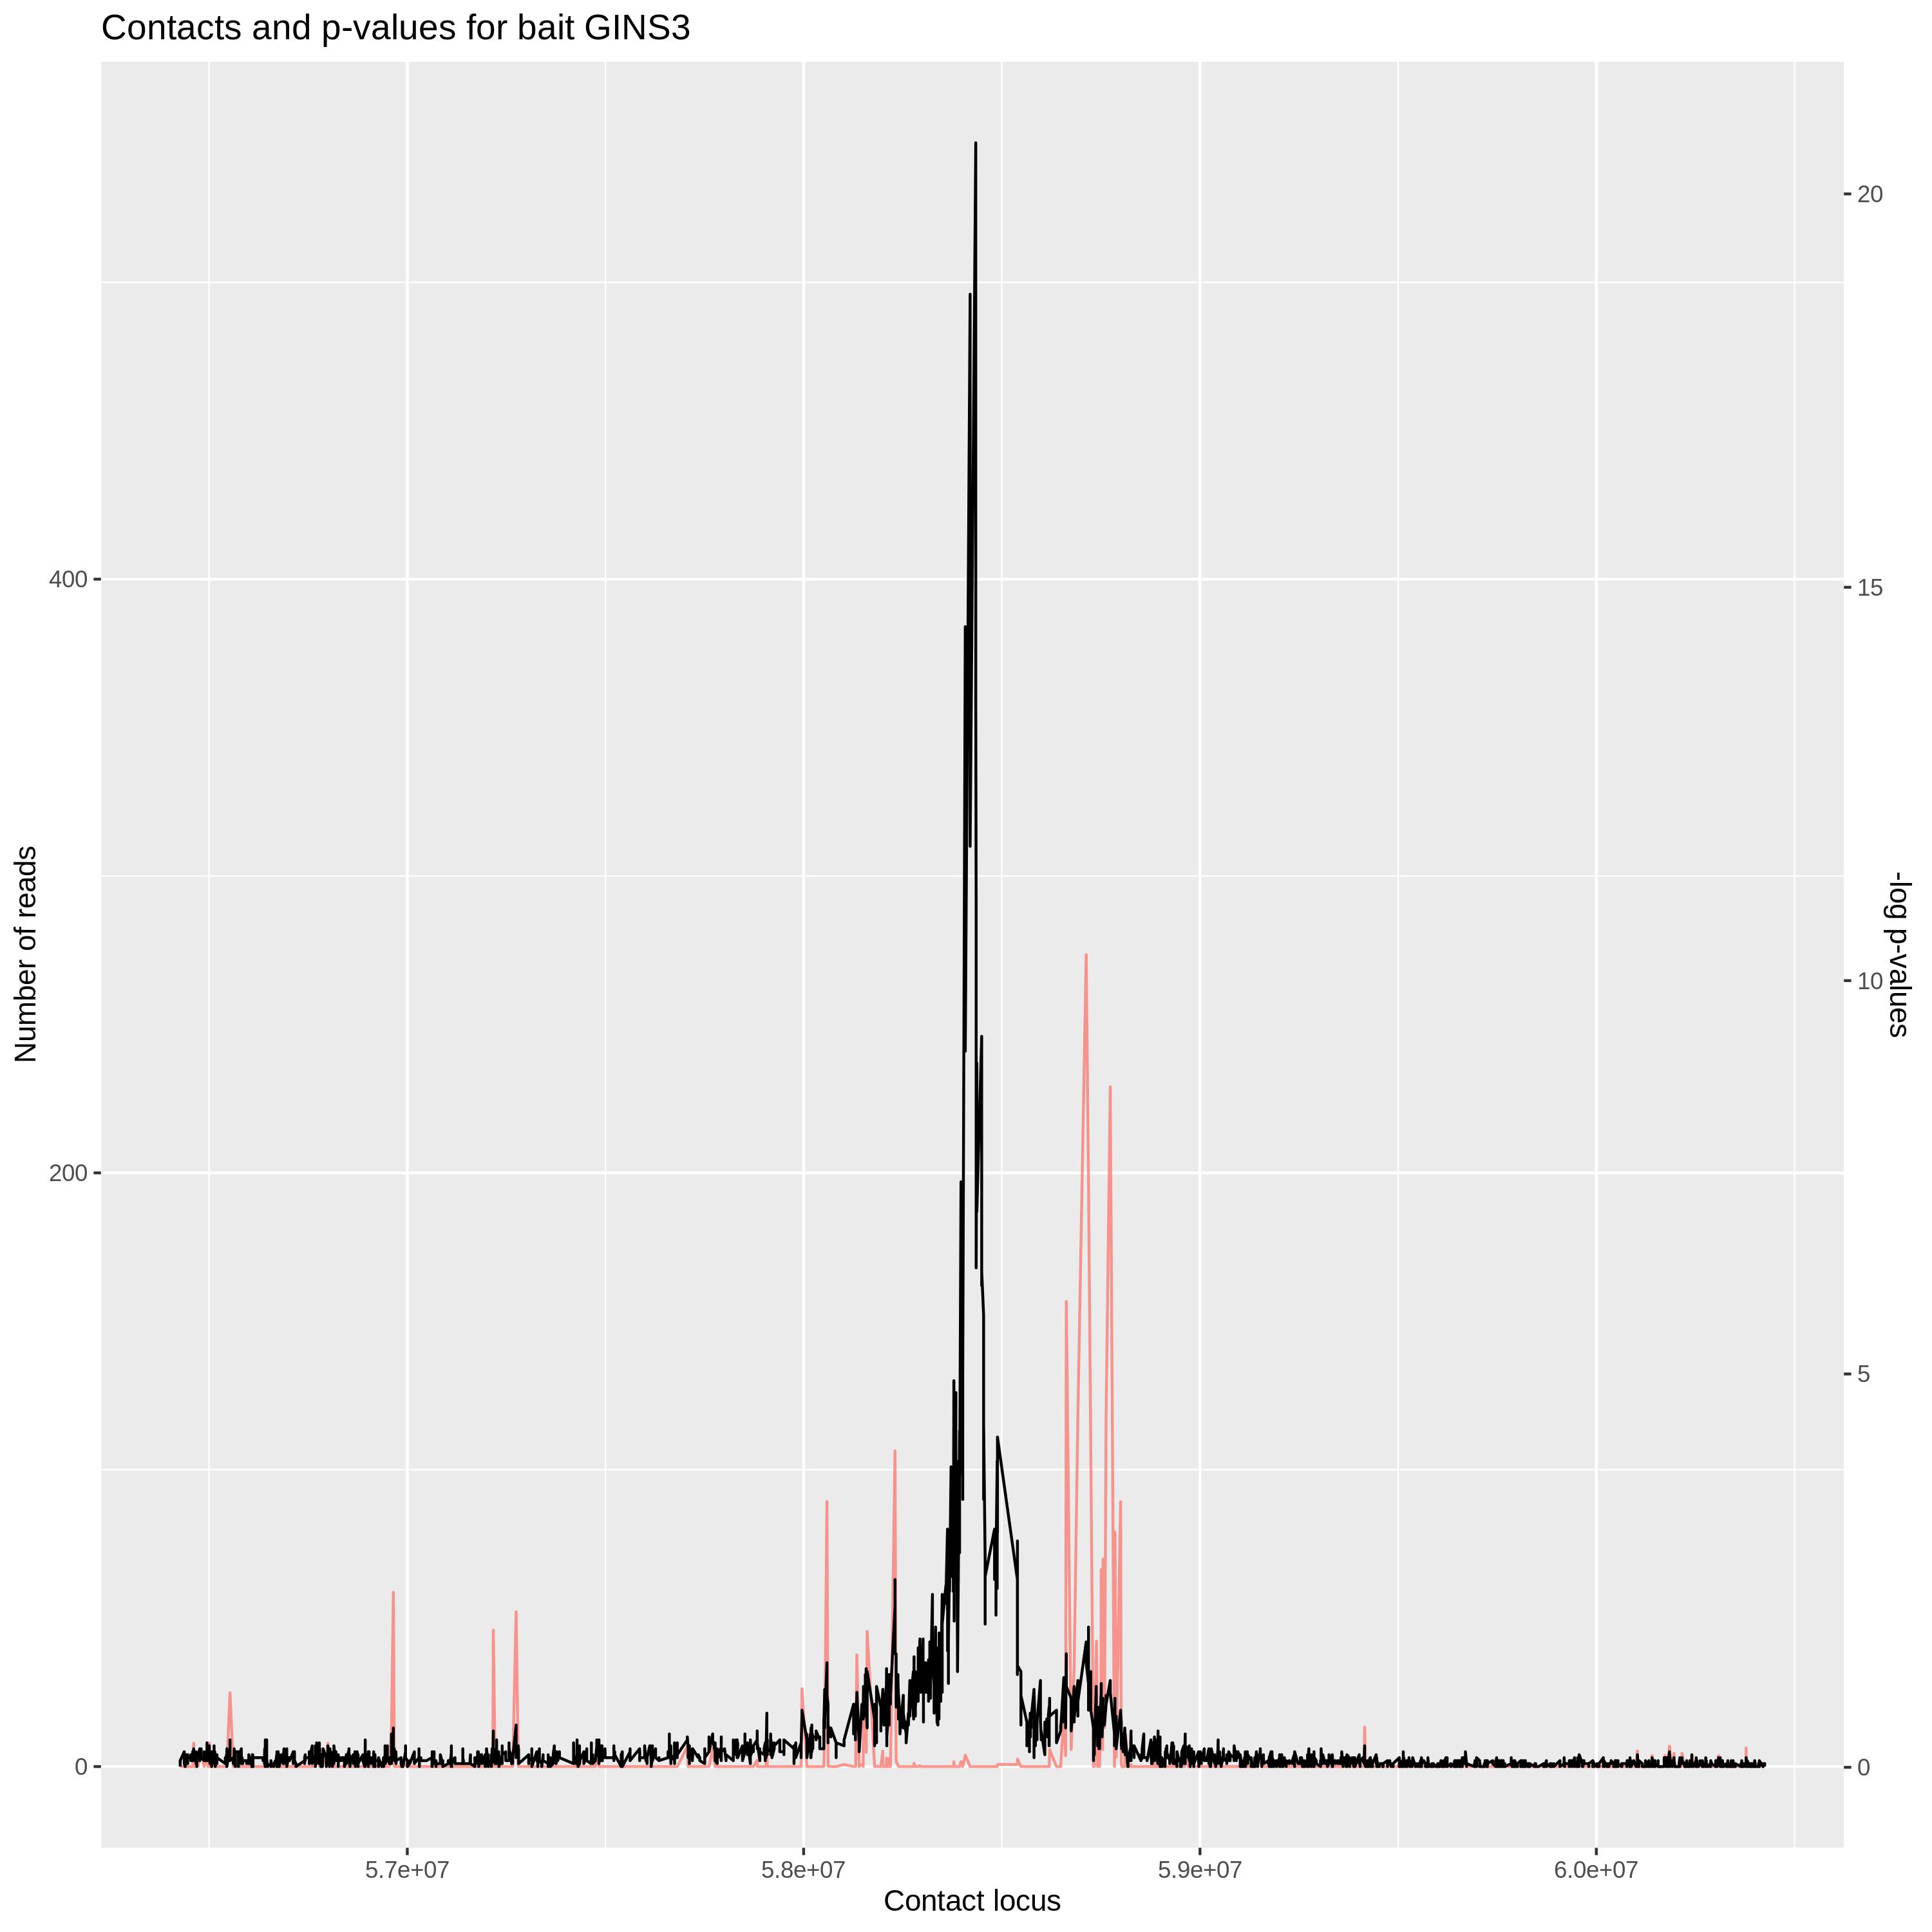 Contacts and p-values for bait GINS3
Number of reads
400
200
0
20
15
10
5
0
-log p-values
5.7e+07
5.8e+07
5.9e+07
6.0e+07
Contact locus